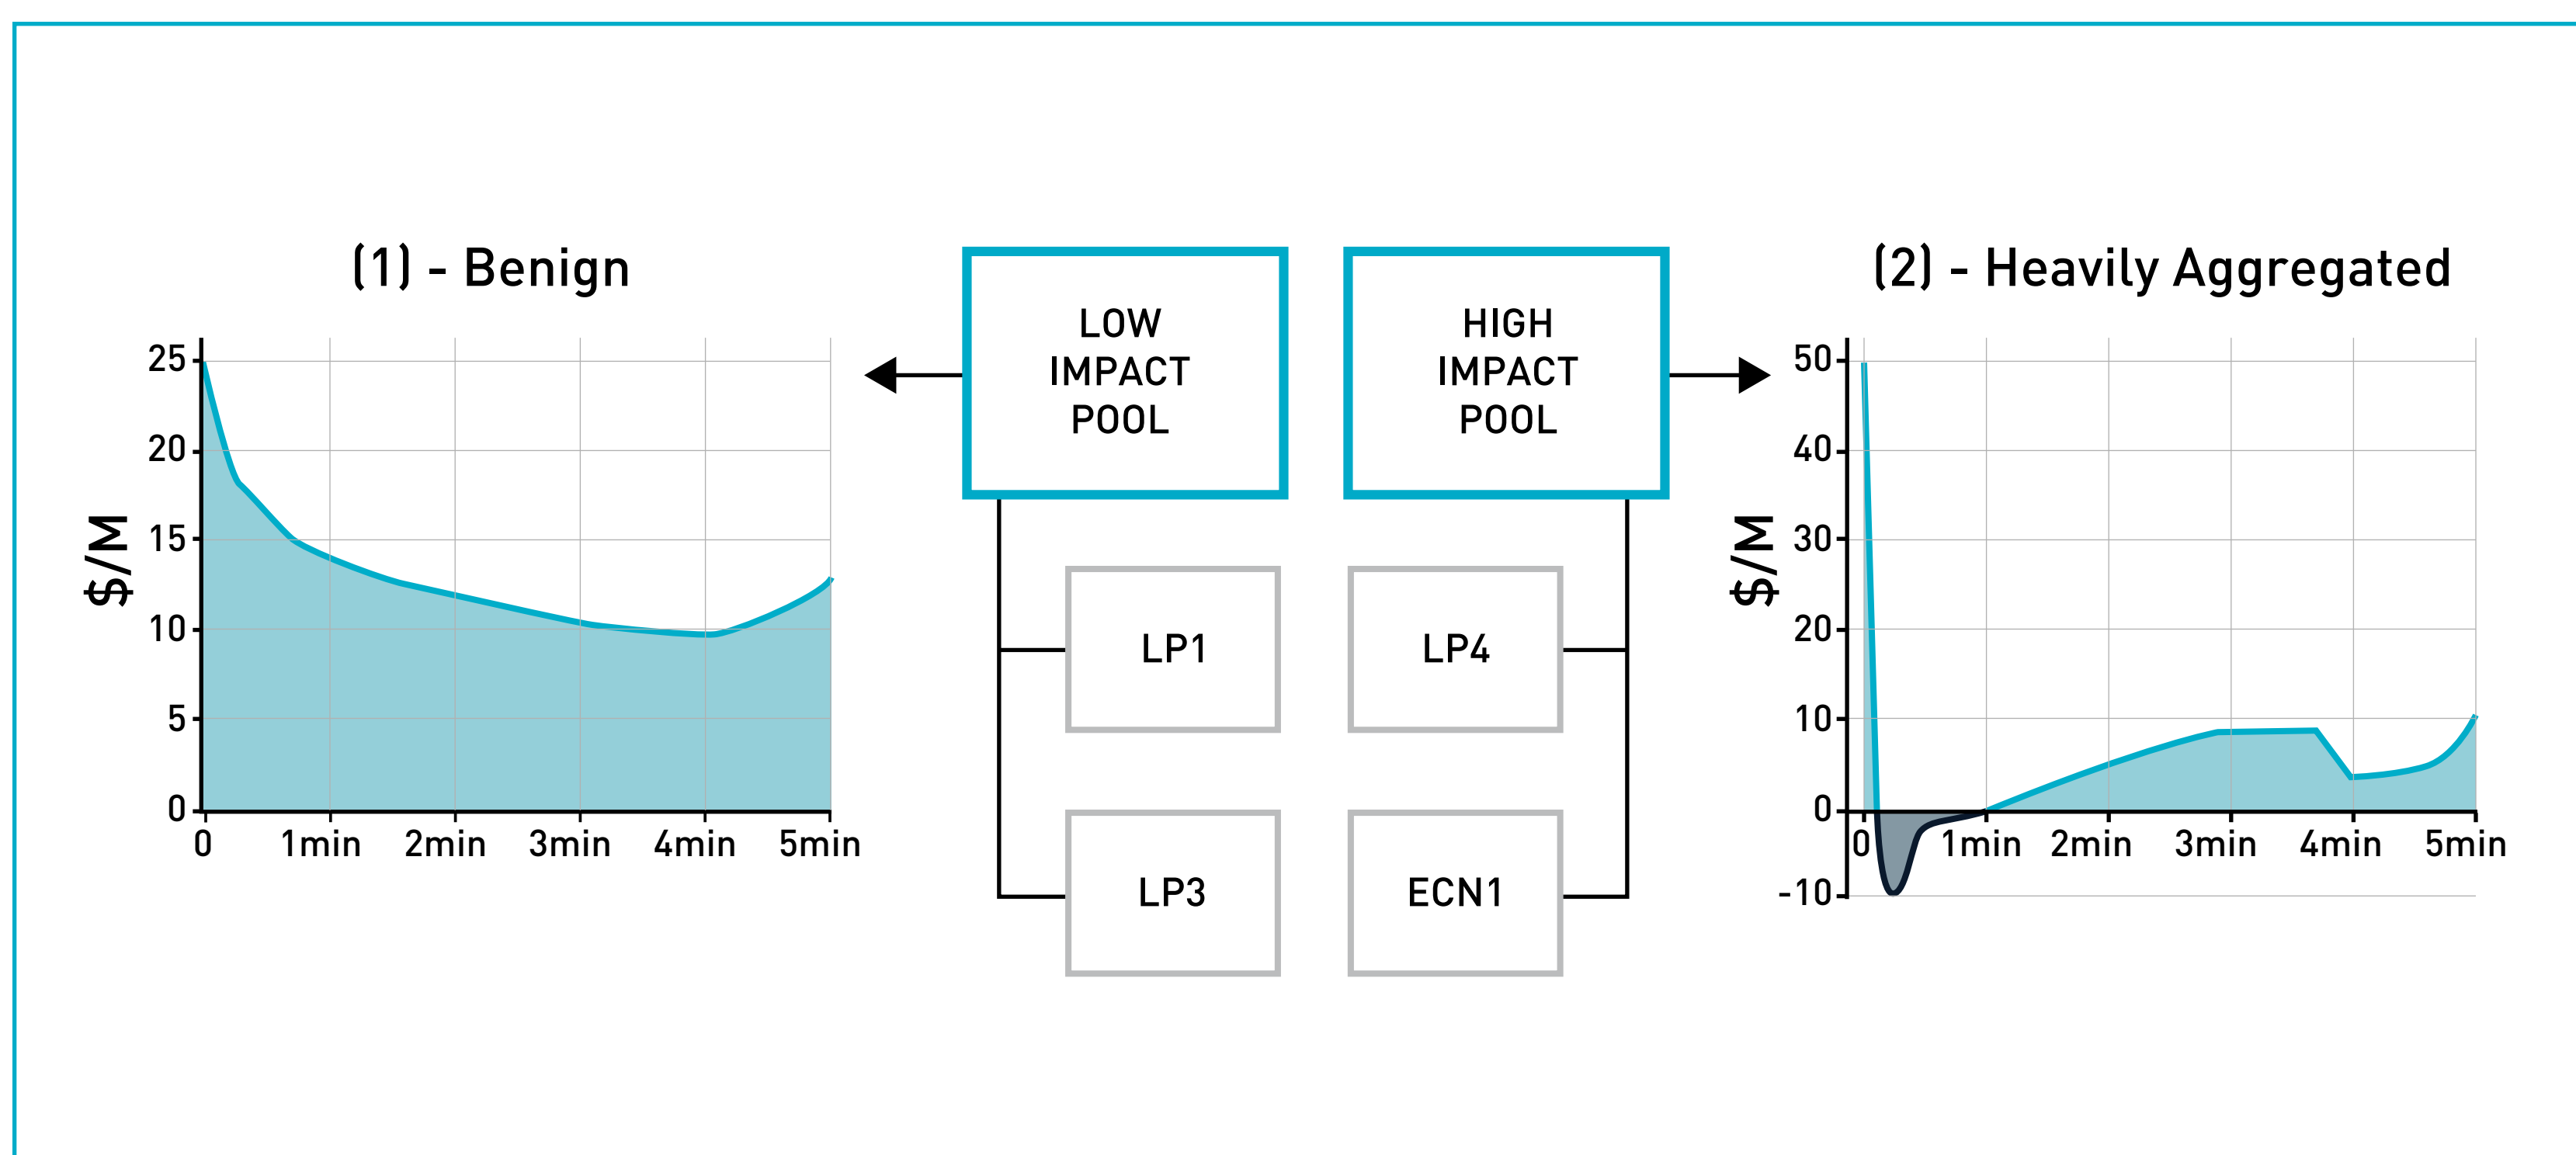 (1) - Benign
$/M
25
20
15
10
5
0
0 1min 2min 3min 4min 5min
LOW
IMPACT
POOL
HIGH
IMPACT
POOL
LP1
LP4
LP3
ECN1
(2) - Heavily Aggregated
$/M
50
40
30
20
10
0
-10
0 1min 2min 3min 4min 5min